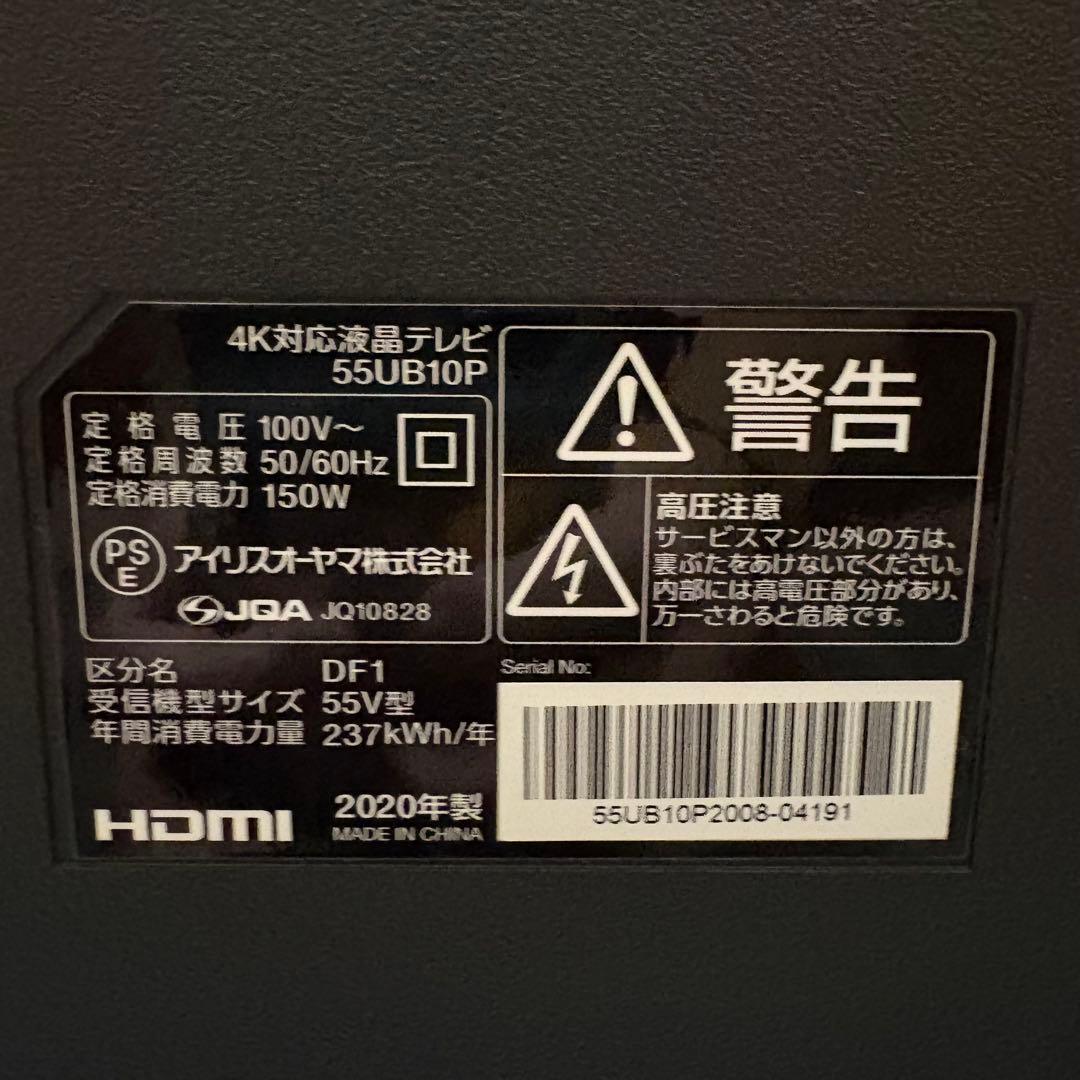 4K対応液晶テレビ
55UB10P
定格電圧 100V～
定格周波数 50/60Hz
定格消費電力 150W
PS
E
アイリスオーヤマ株式会社
JQA JQ10828
警告
高圧注意
サービスマン以外の方は、
裏ぶたをあけないでください。
内部には高電圧部分があり、
万一さわると危険です。
区分名 DF1
受信機型サイズ 55V型
年間消費電力量 237kWh/年
HDMI
2020年製
MADE IN CHINA
Serial No:
55UB10P2008-04191